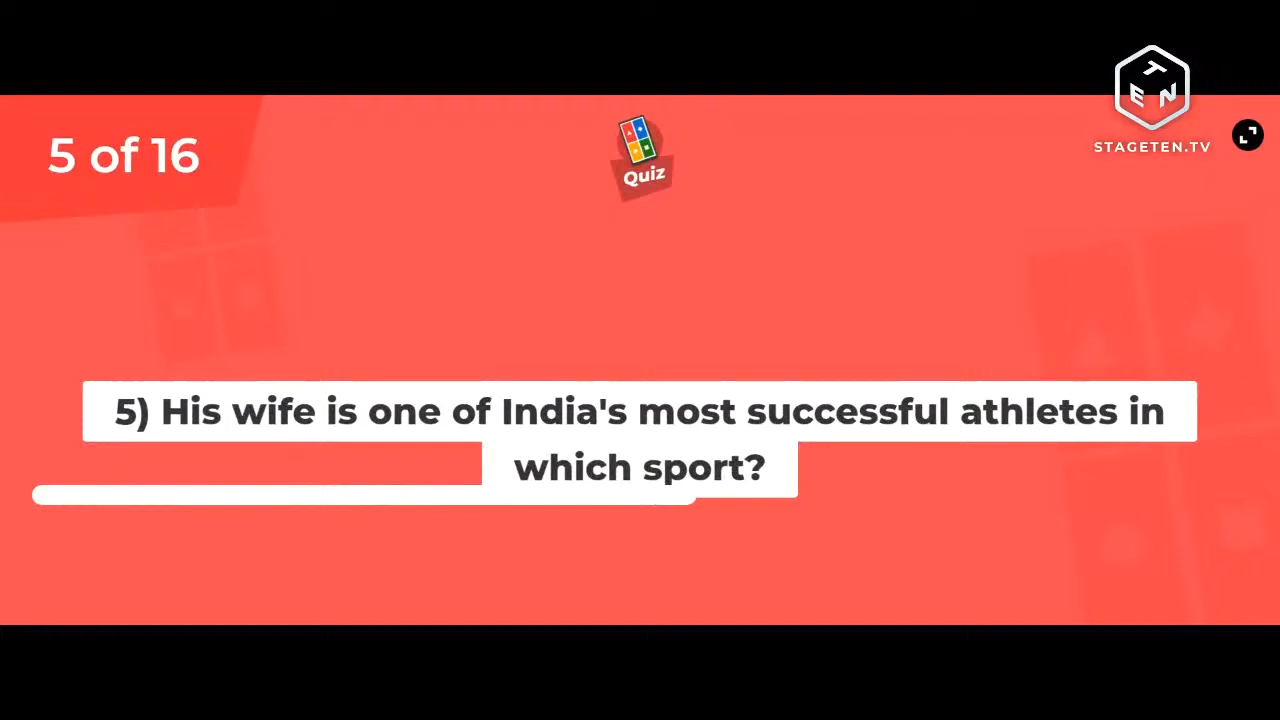 5 of 16
Quiz
T
E N
STAGETEN.TV
5) His wife is one of India's most successful athletes in
which sport?